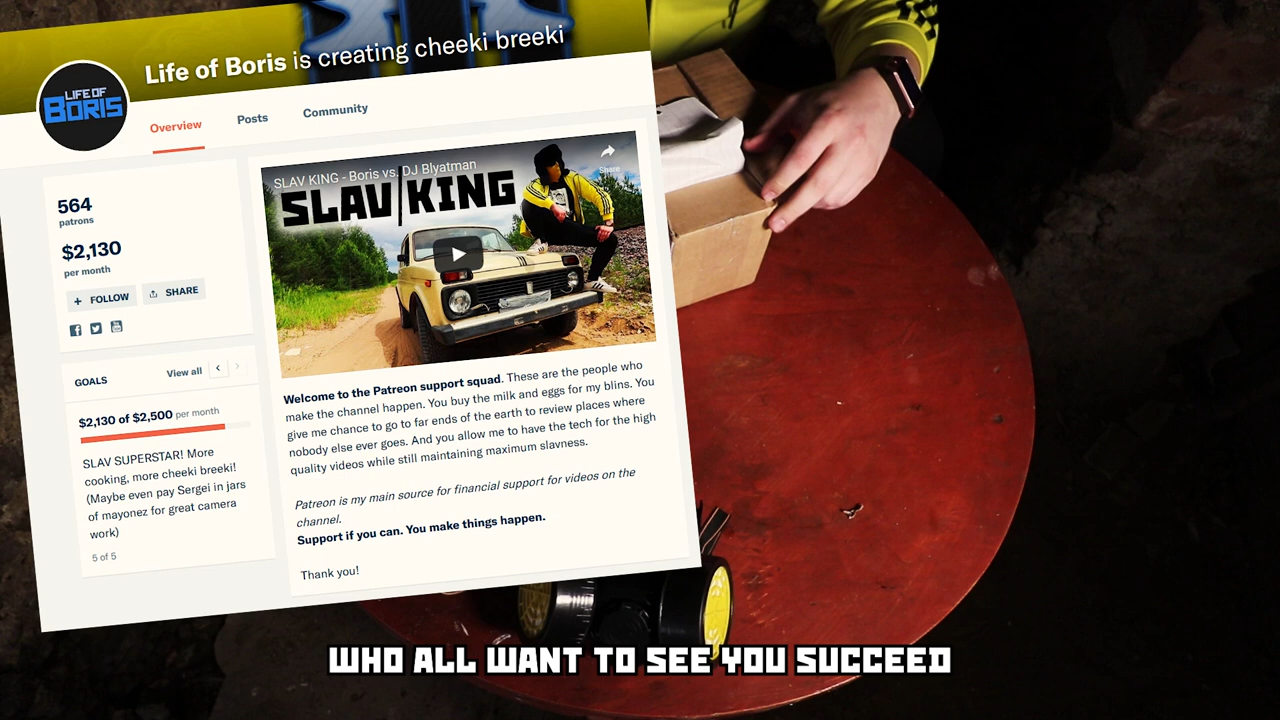 Life of Boris is creating cheeki breeki
LIFE OF
BORIS
Overview
Posts
Community
564
patrons
$2,130
per month
+ FOLLOW
SHARE
GOALS
View all
$2,130 of $2,500 per month
SLAV SUPERSTAR! More
cooking, more cheeki breeki!
(Maybe even pay Sergei in jars
of mayonez for great camera
work)
5 of 5
SLAV KING - Boris vs. DJ Blyatman
Share
SLAV KING
Welcome to the Patreon support squad. These are the people who
make the channel happen. You buy the milk and eggs for my blins. You
give me chance to go to far ends of the earth to review places where
nobody else ever goes. And you allow me to have the tech for the high
quality videos while still maintaining maximum slavness.
Patreon is my main source for financial support for videos on the
channel.
Support if you can. You make things happen.
Thank you!
WHO ALL WANT TO SEE YOU SUCCEED